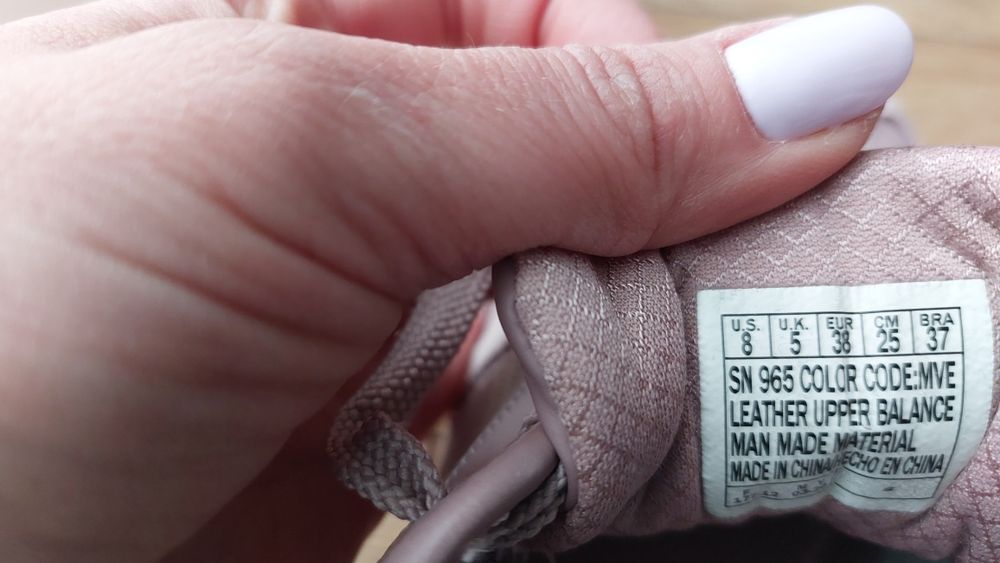 U.S. U.K. EUR CM BRA
8 5 38 25 37
SN 965 COLOR CODE:MVE
LEATHER UPPER BALANCE
MAN MADE MATERIAL
MADE IN CHINA/HECHO EN CHINA